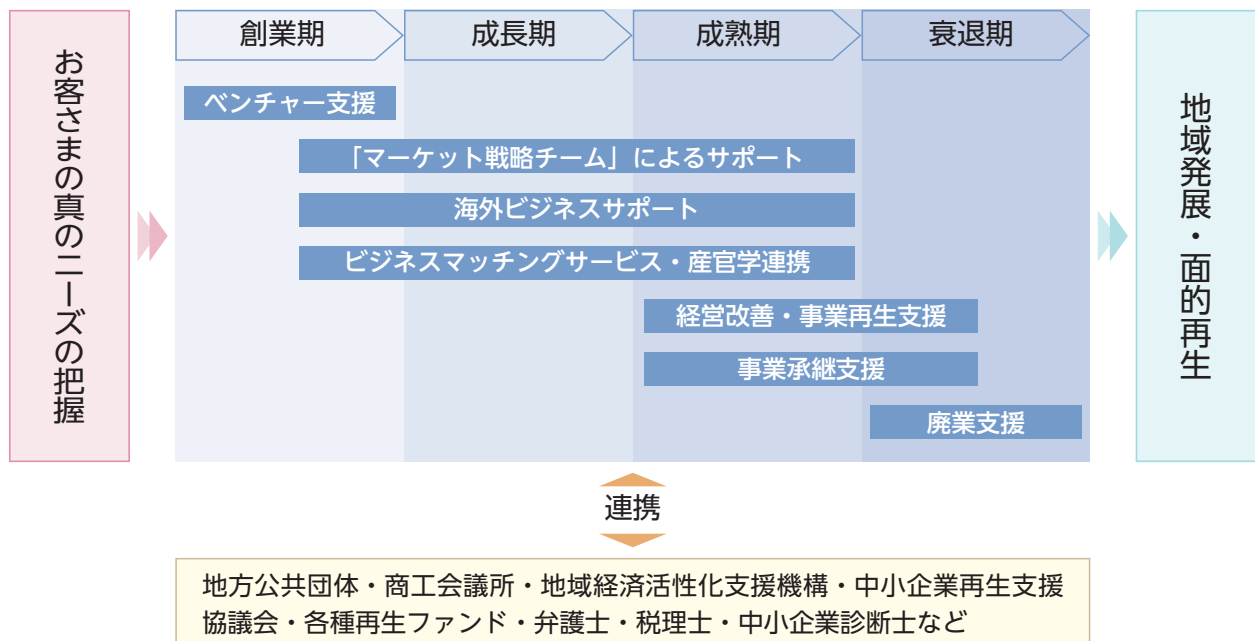 お客さまの真のニーズの把握
創業期
成長期
成熟期
衰退期
ベンチャー支援
「マーケット戦略チーム」によるサポート
海外ビジネスサポート
ビジネスマッチングサービス・産官学連携
経営改善・事業再生支援
事業承継支援
廃業支援
地域発展・面的再生
連携
地方公共団体・商工会議所・地域経済活性化支援機構・中小企業再生支援
協議会・各種再生ファンド・弁護士・税理士・中小企業診断士など